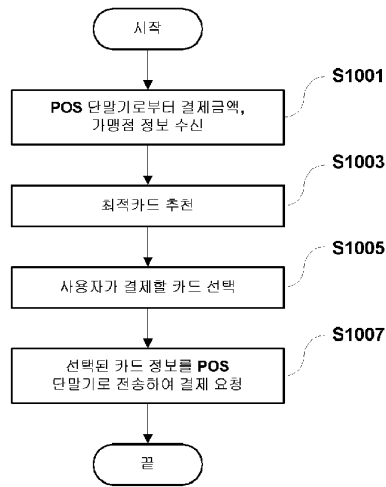 시작
S1001
POS 단말기로부터 결제금액,
가맹점 정보 수신
S1003
최적카드 추천
S1005
사용자가 결제할 카드 선택
S1007
선택된 카드 정보를 POS
단말기로 전송하여 결제 요청
끝